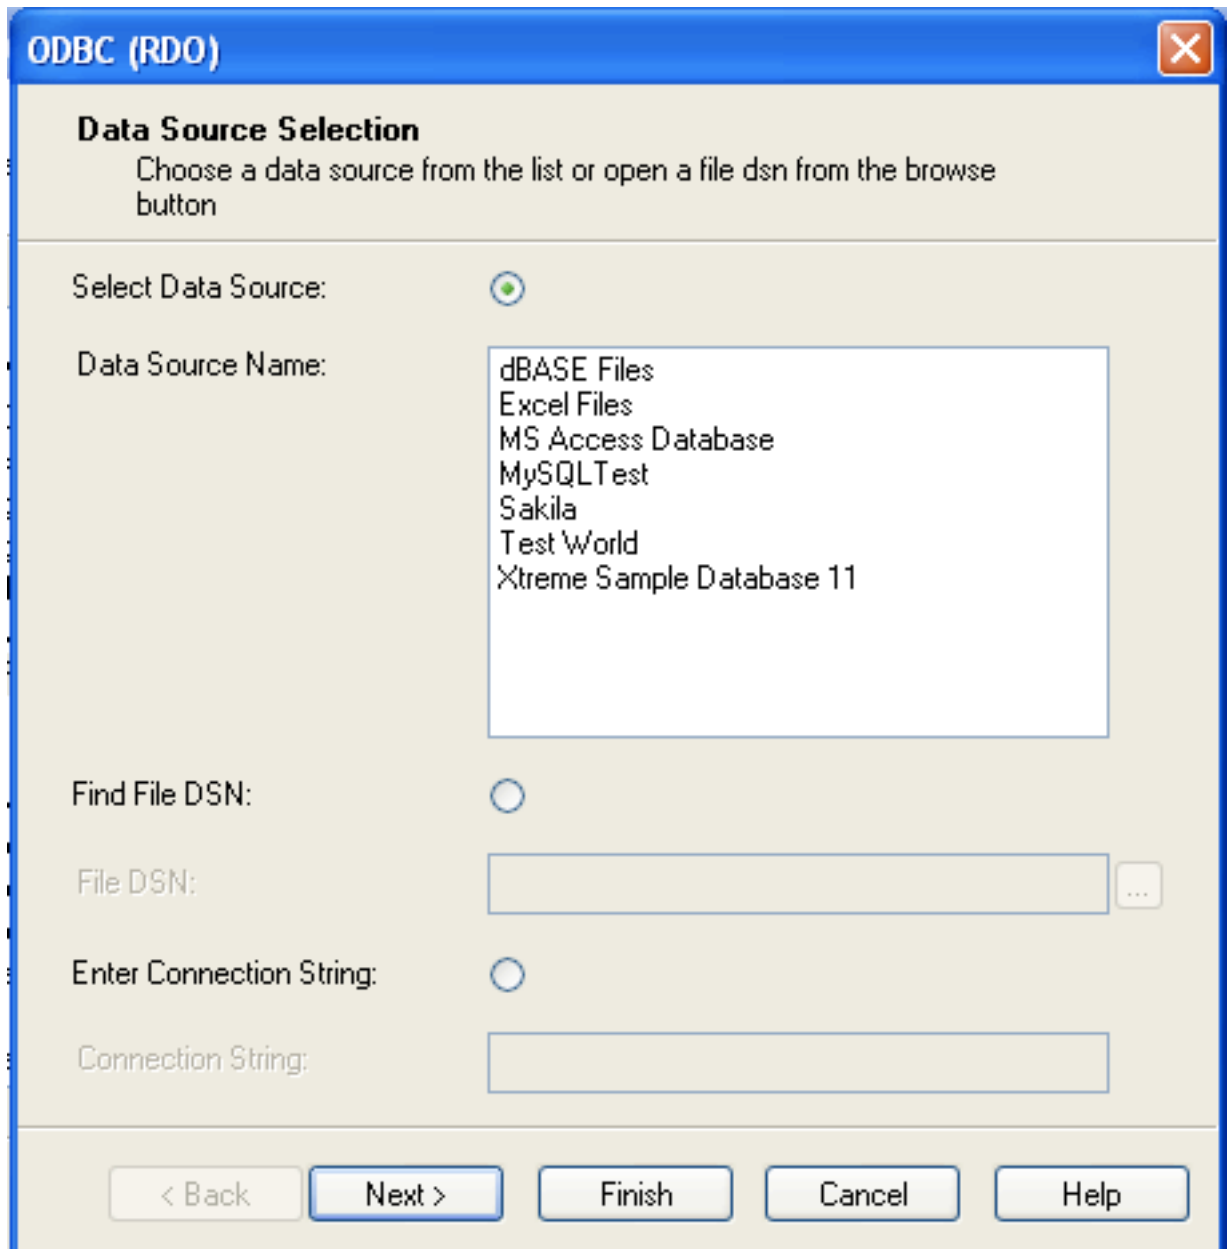 ODBC (RDO)
Data Source Selection
Choose a data source from the list or open a file dsn from the browse
button
Select Data Source:
Data Source Name:
dBASE Files
Excel Files
MS Access Database
MySQLTest
Sakila
Test World
Xtreme Sample Database 11
Find File DSN:
File DSN:
...
Enter Connection String:
Connection String:
< Back
Next >
Finish
Cancel
Help